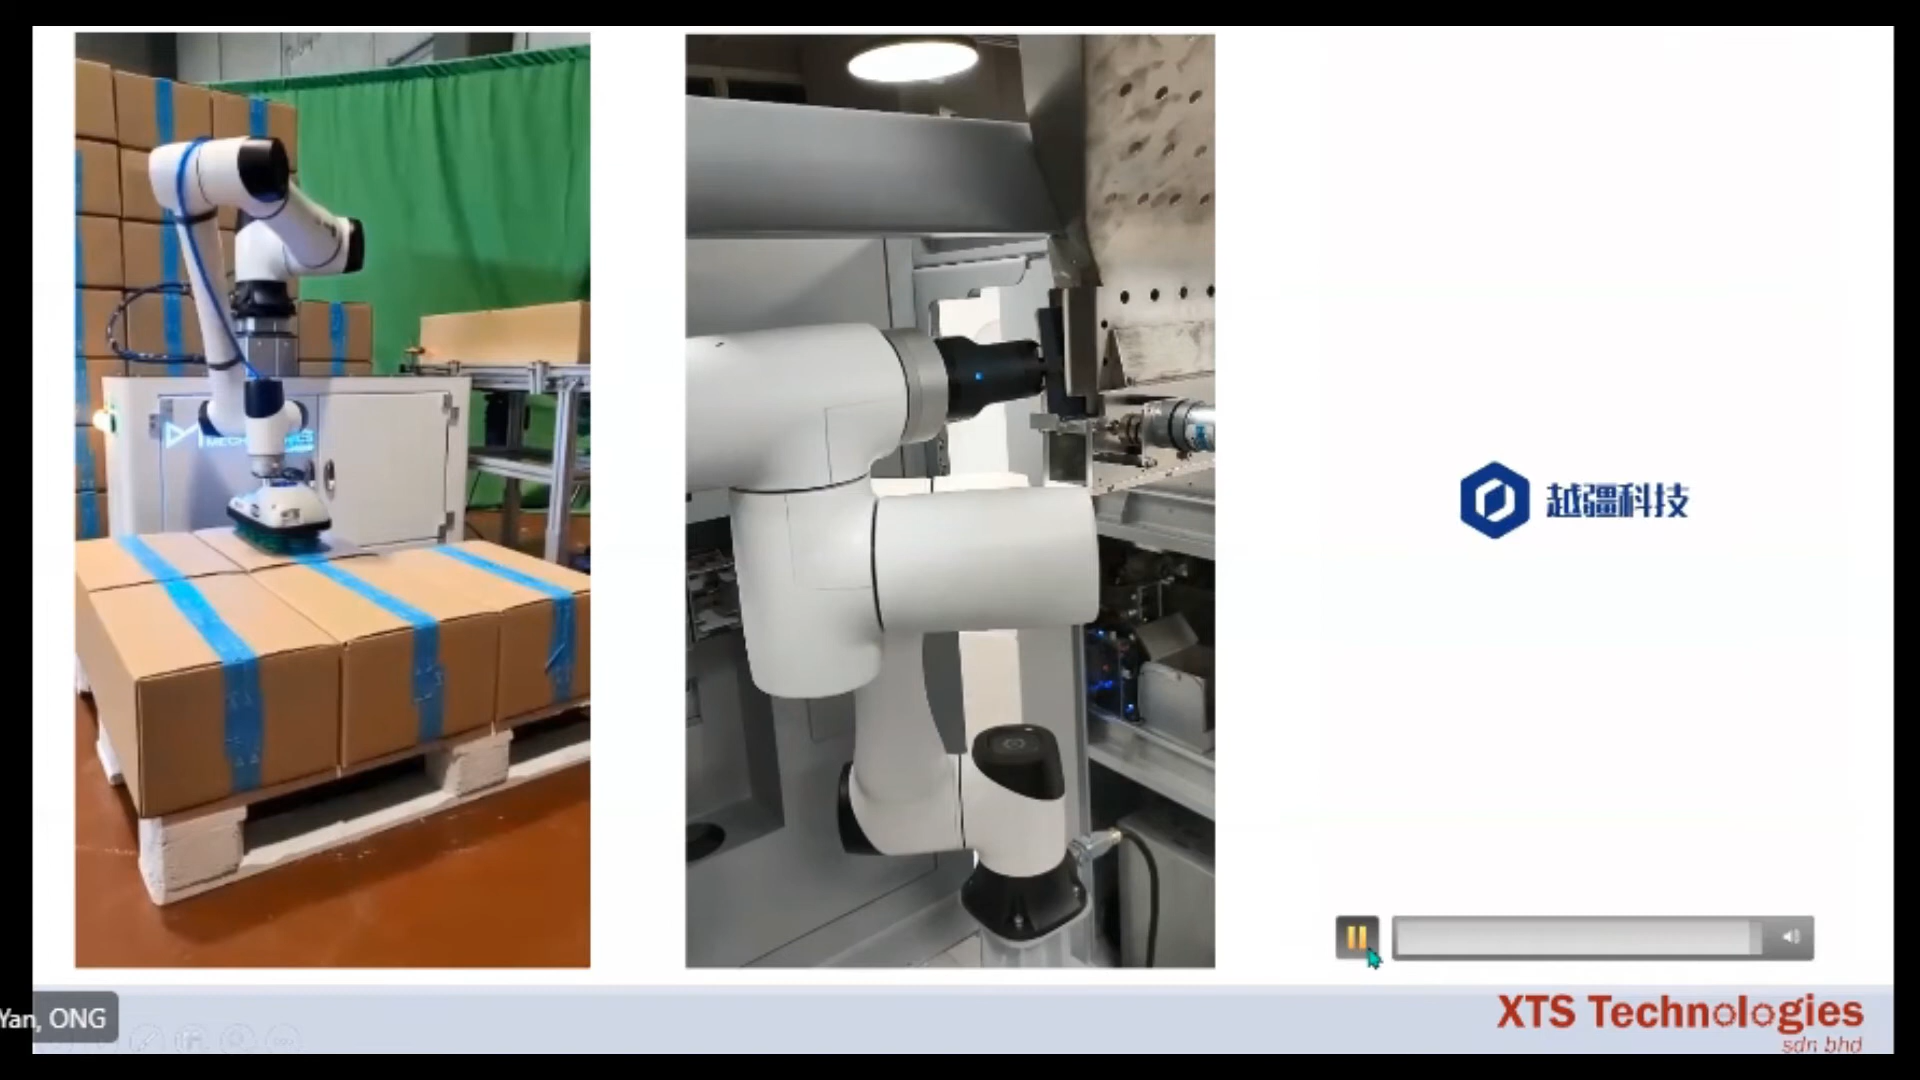 越疆科技
Yan, ONG
XTS Technologies
sdn bhd